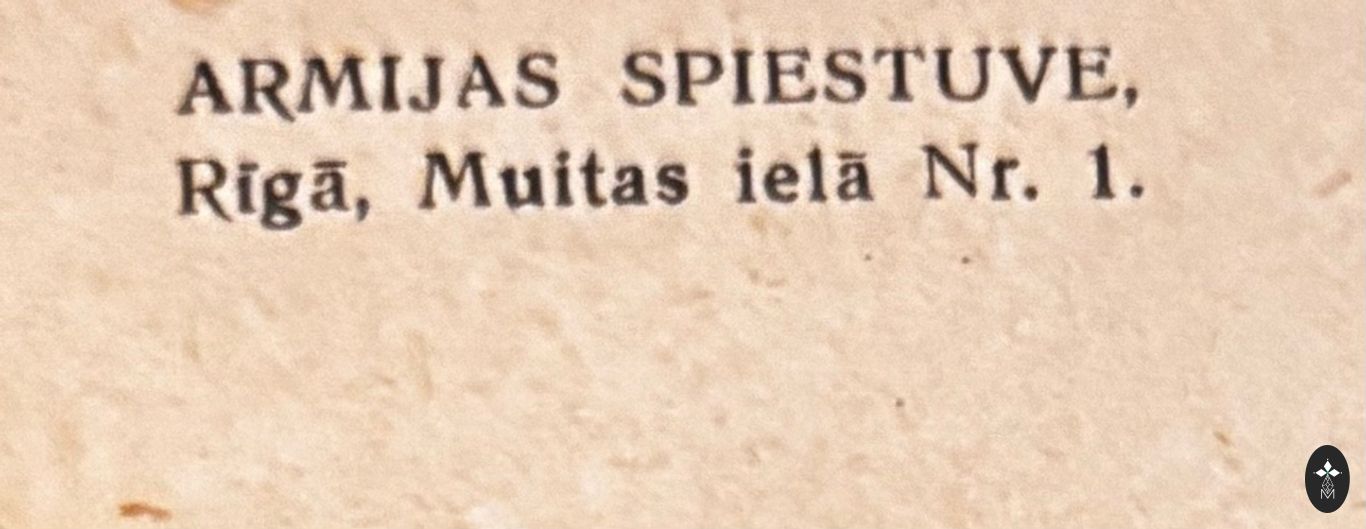 ARMIJAS SPIESTUVE,
Rīgā, Muitas ielā Nr. 1.